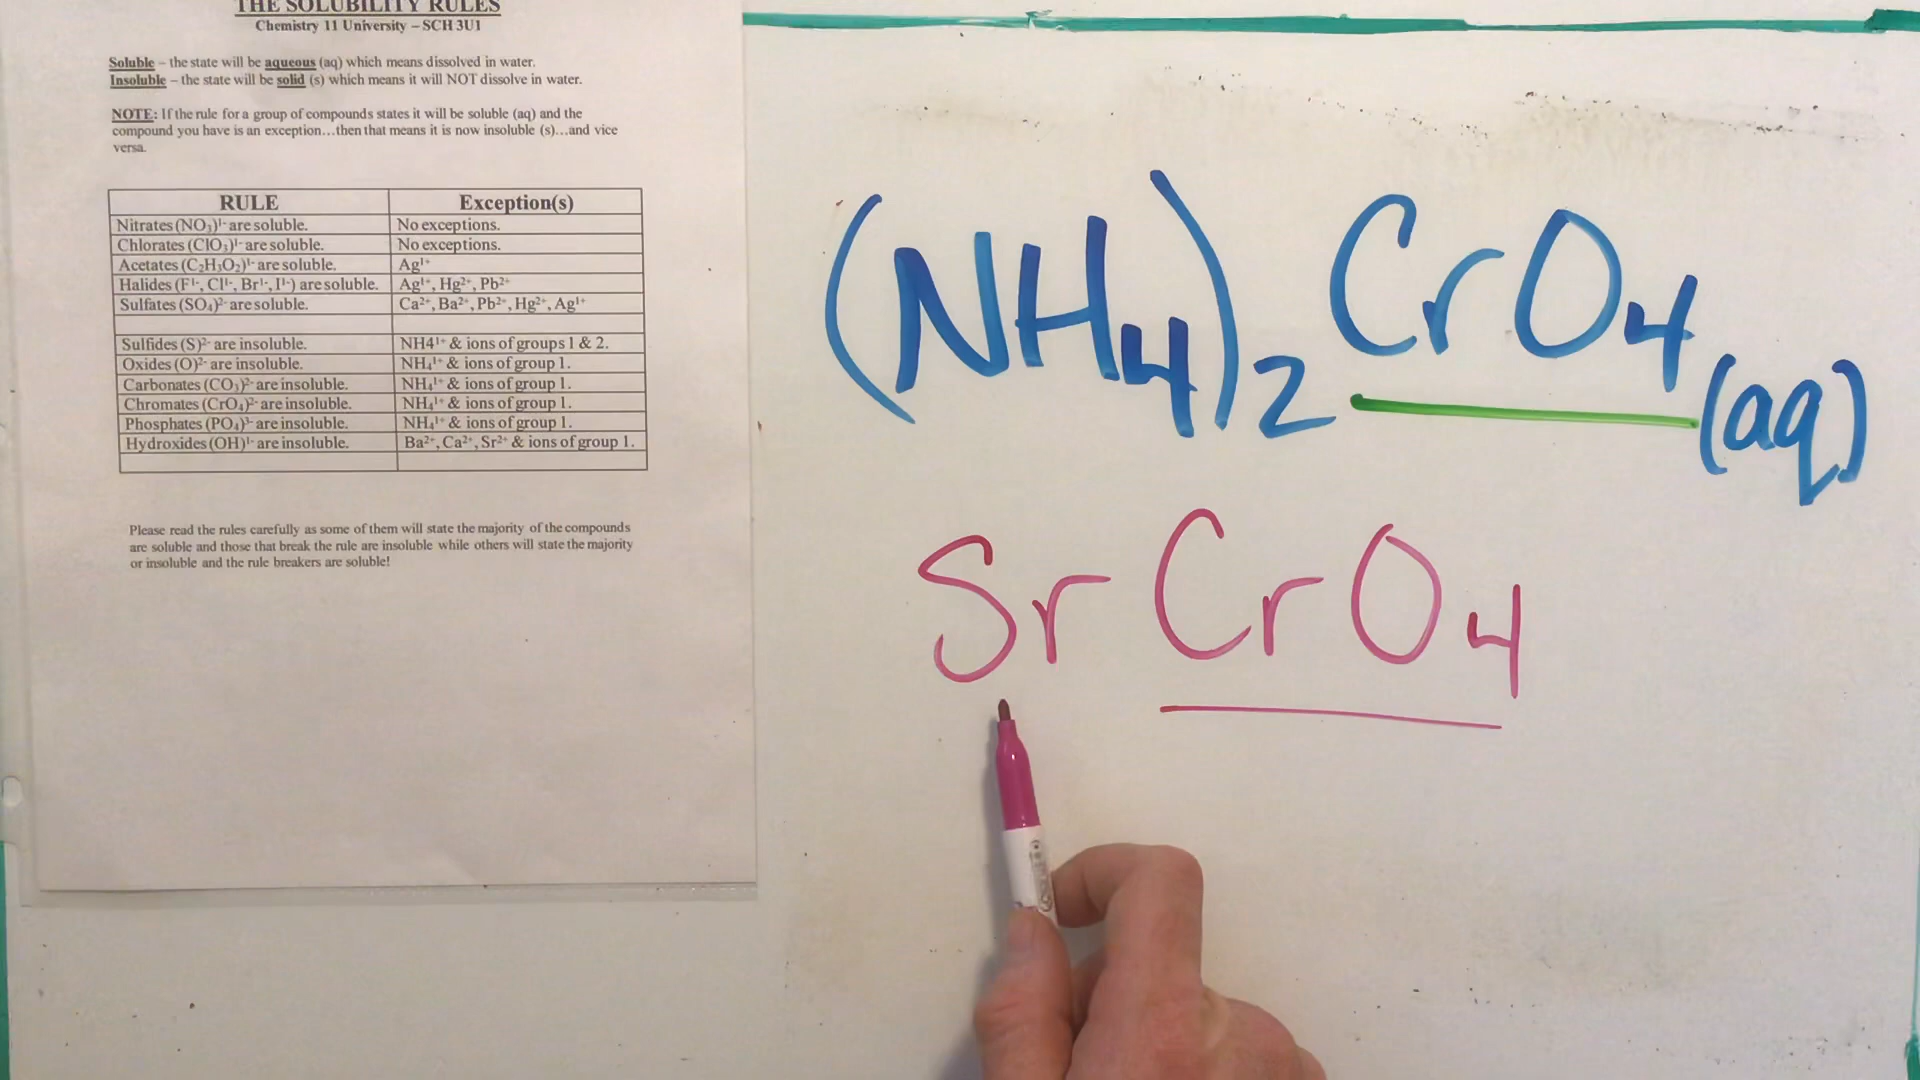 THE SOLUBILITY RULES
Chemistry 11 University – SCH 3U1
Soluble – the state will be aqueous (aq) which means dissolved in water.
Insoluble – the state will be solid (s) which means it will NOT dissolve in water.
NOTE: If the rule for a group of compounds states it will be soluble (aq) and the
compound you have is an exception…then that means it is now insoluble (s)…and vice
versa.
RULE Exception(s)
Nitrates (NO₃)¹⁻ are soluble. No exceptions.
Chlorates (ClO₃)¹⁻ are soluble. No exceptions.
Acetates (C₂H₃O₂)¹⁻ are soluble. Ag¹⁺
Halides (F¹⁻, Cl¹⁻, Br¹⁻, I¹⁻) are soluble. Ag¹⁺, Hg²⁺, Pb²⁺
Sulfates (SO₄)²⁻ are soluble. Ca²⁺, Ba²⁺, Pb²⁺, Hg²⁺, Ag¹⁺
Sulfides (S)²⁻ are insoluble. NH4¹⁺ & ions of groups 1 & 2.
Oxides (O)²⁻ are insoluble. NH₄¹⁺ & ions of group 1.
Carbonates (CO₃)²⁻ are insoluble. NH₄¹⁺ & ions of group 1.
Chromates (CrO₄)²⁻ are insoluble. NH₄¹⁺ & ions of group 1.
Phosphates (PO₄)³⁻ are insoluble. NH₄¹⁺ & ions of group 1.
Hydroxides (OH)¹⁻ are insoluble. Ba²⁺, Ca²⁺, Sr²⁺ & ions of group 1.
Please read the rules carefully as some of them will state the majority of the compounds
are soluble and those that break the rule are insoluble while others will state the majority
or insoluble and the rule breakers are soluble!
(NH₄)₂CrO₄(aq)
SrCrO₄